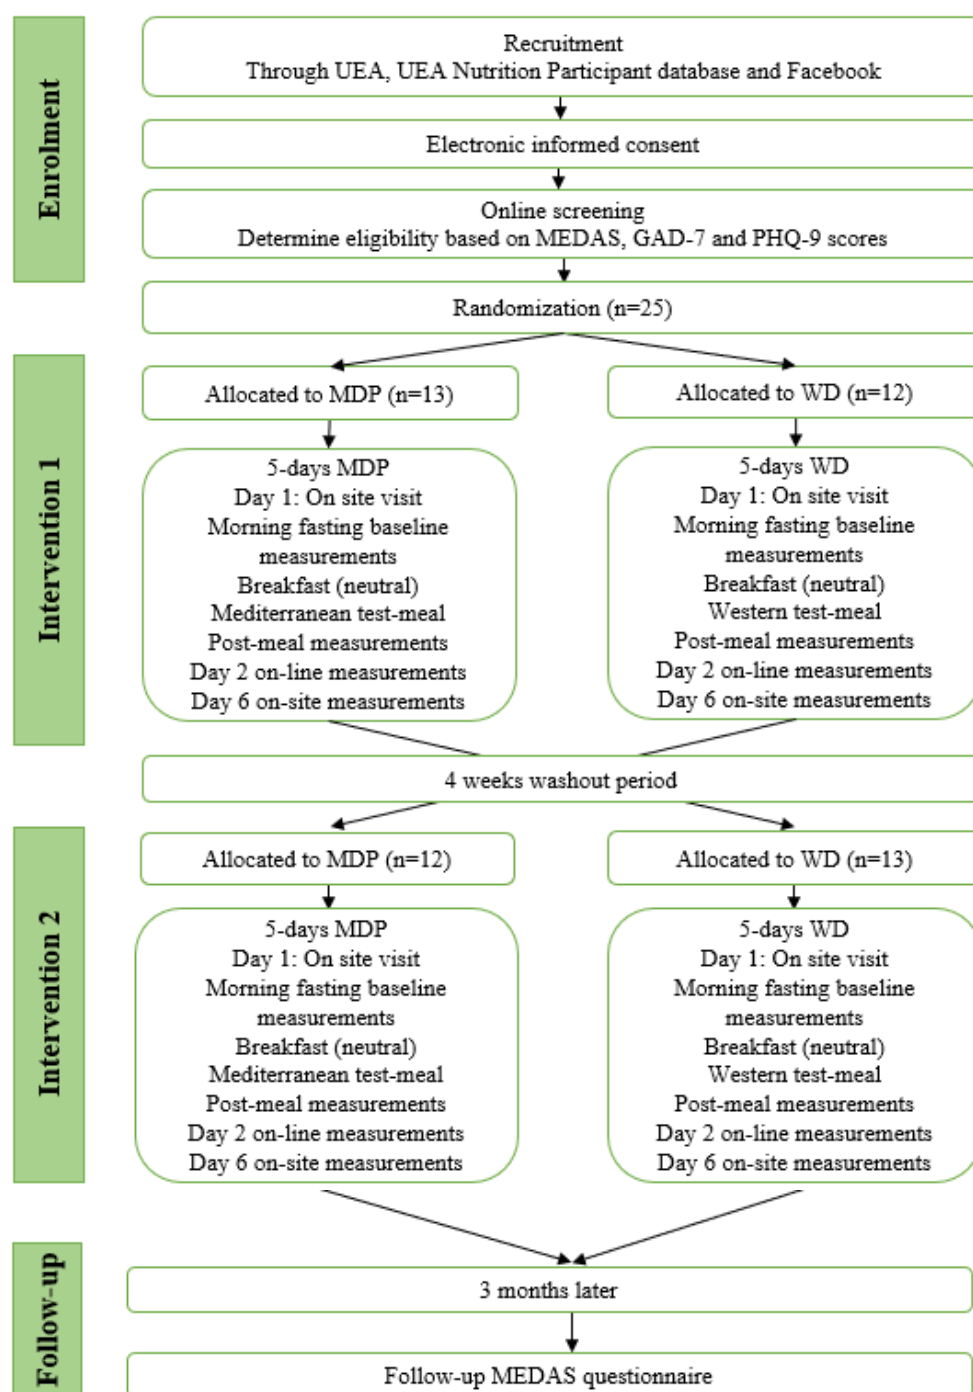 Enrolment
Recruitment
Through UEA, UEA Nutrition Participant database and Facebook
Electronic informed consent
Online screening
Determine eligibility based on MEDAS, GAD-7 and PHQ-9 scores
Randomization (n=25)
Intervention 1
Allocated to MDP (n=13)
Allocated to WD (n=12)
5-days MDP
Day 1: On site visit
Morning fasting baseline
measurements
Breakfast (neutral)
Mediterranean test-meal
Post-meal measurements
Day 2 on-line measurements
Day 6 on-site measurements
5-days WD
Day 1: On site visit
Morning fasting baseline
measurements
Breakfast (neutral)
Western test-meal
Post-meal measurements
Day 2 on-line measurements
Day 6 on-site measurements
4 weeks washout period
Intervention 2
Allocated to MDP (n=12)
Allocated to WD (n=13)
5-days MDP
Day 1: On site visit
Morning fasting baseline
measurements
Breakfast (neutral)
Mediterranean test-meal
Post-meal measurements
Day 2 on-line measurements
Day 6 on-site measurements
5-days WD
Day 1: On site visit
Morning fasting baseline
measurements
Breakfast (neutral)
Western test-meal
Post-meal measurements
Day 2 on-line measurements
Day 6 on-site measurements
Follow-up
3 months later
Follow-up MEDAS questionnaire